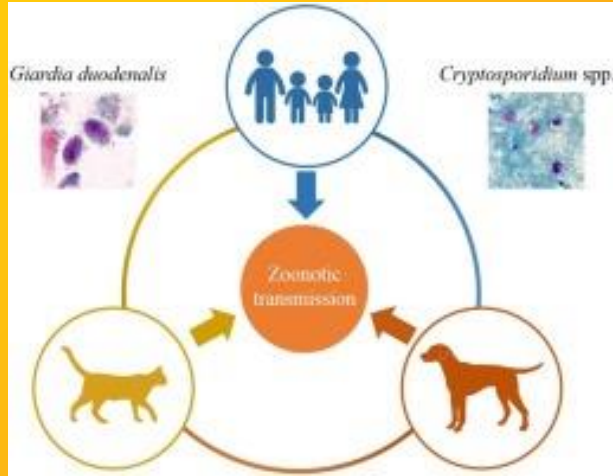 Giardia duodenalis
Cryptosporidium spp.
Zoonotic
transmission